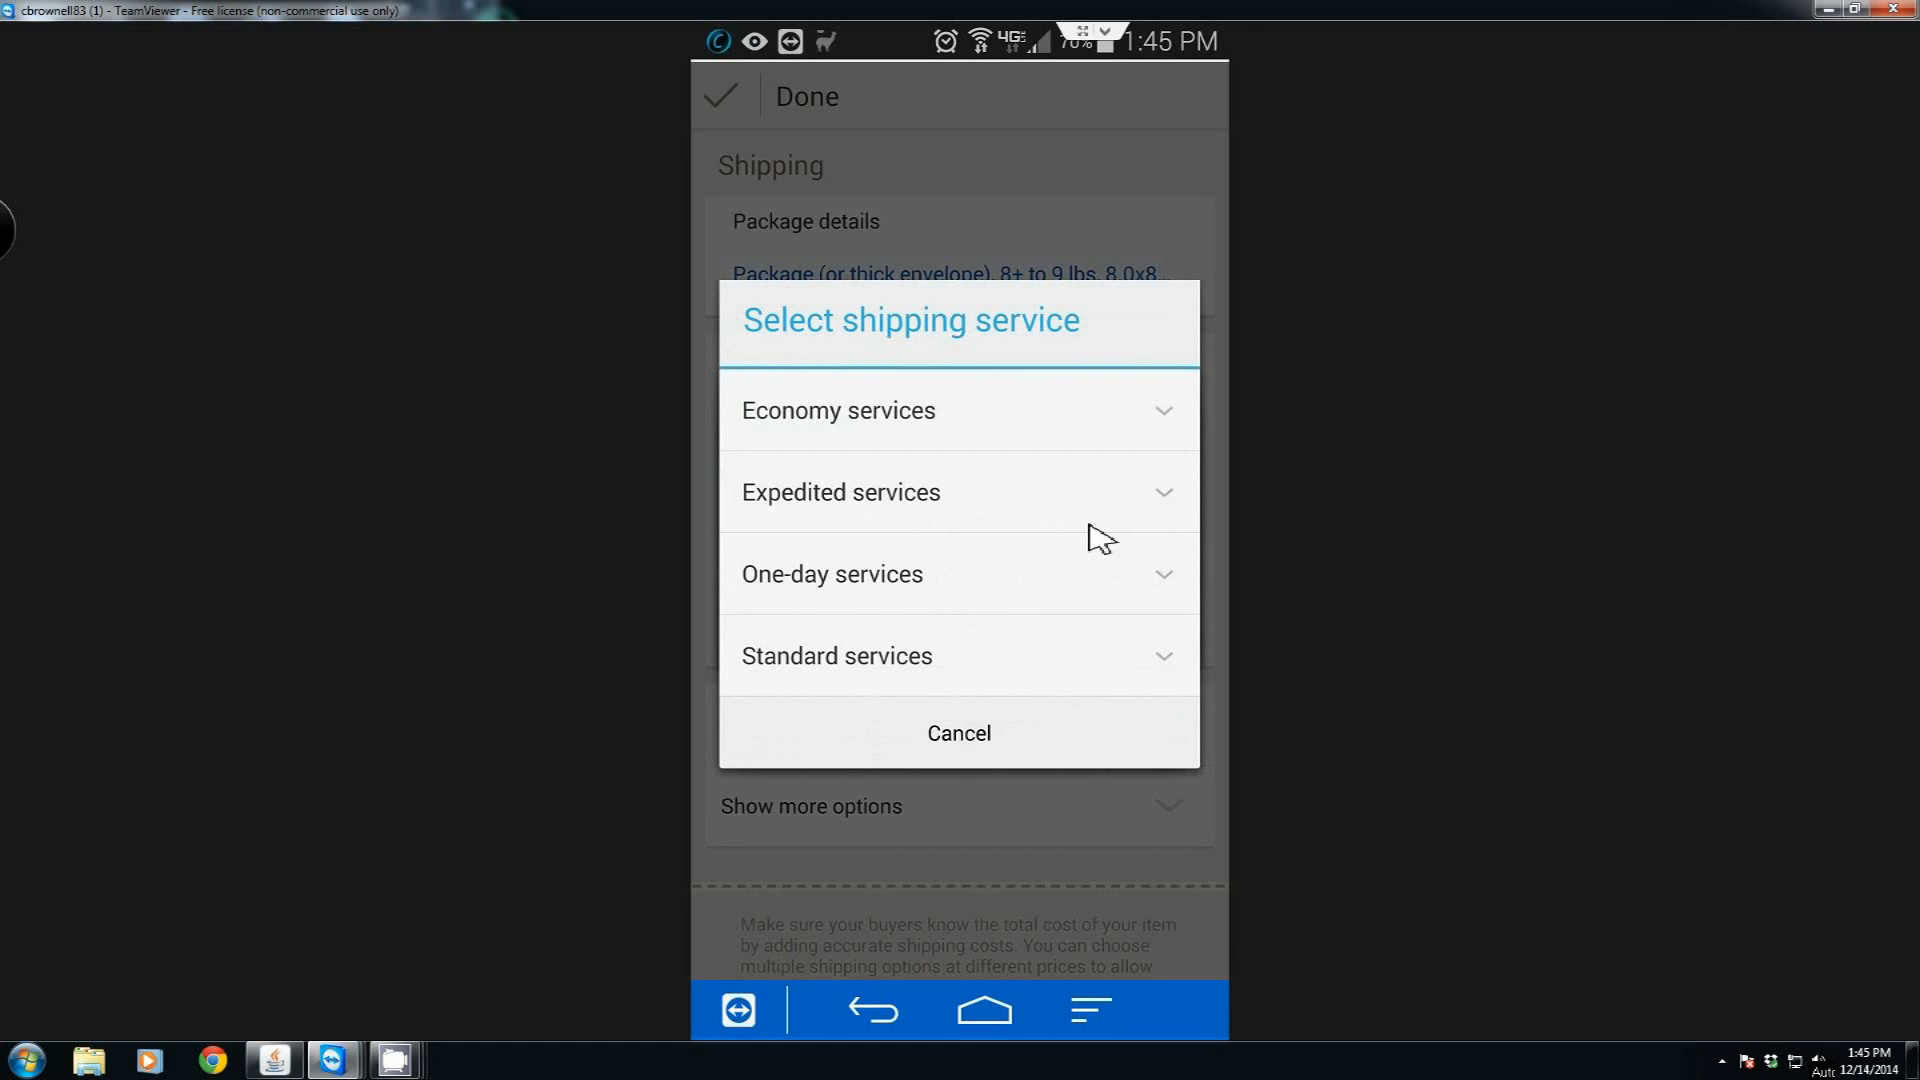 cbrownell83 (1) - TeamViewer - Free license (non-commercial use only)
4G 70% 1:45 PM
Done
Shipping
Package details
Package (or thick envelope), 8+ to 9 lbs, 8.0x8...
Select shipping service
Economy services
Expedited services
One-day services
Standard services
Cancel
Show more options
Make sure your buyers know the total cost of your item
by adding accurate shipping costs. You can choose
multiple shipping options at different prices to allow
1:45 PM
Auto 12/14/2014